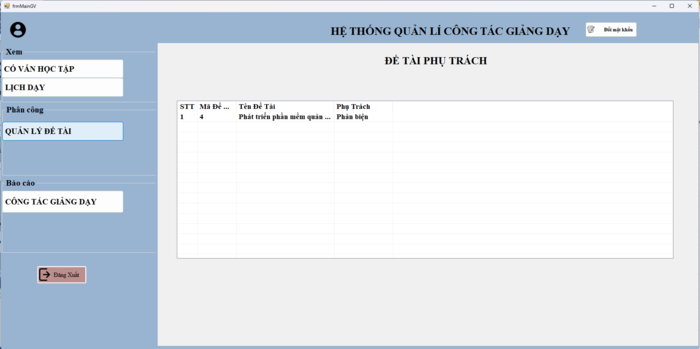 frmMainGV
HỆ THỐNG QUẢN LÍ CÔNG TÁC GIẢNG DẠY
Đổi mật khẩu
Xem
CỐ VẤN HỌC TẬP
LỊCH DẠY
Phân công
QUẢN LÝ ĐỀ TÀI
Báo cáo
CÔNG TÁC GIẢNG DẠY
Đăng Xuất
ĐỀ TÀI PHỤ TRÁCH
STT Mã Đề ... Tên Đề Tài Phụ Trách
1 4 Phát triển phần mềm quản ... Phản biện